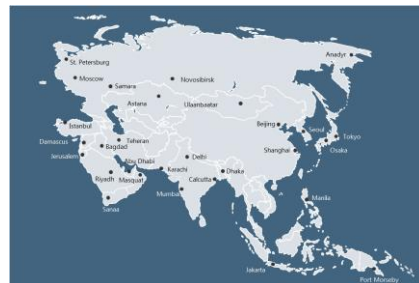 Anadyr
St. Petersburg
Moscow
Samara
Novosibirsk
Astana
Ulaantaatar
Istanbul
Beijing
Seoul
Tokyo
Osaka
Shanghai
Damascus
Teheran
Bagdad
Jerusalem
Abu Dhabi
Delhi
Riyadh
Masquat
Karachi
Calcutta
Dhaka
Mumbai
Sanaa
Manila
Jakarta
Port Moresby